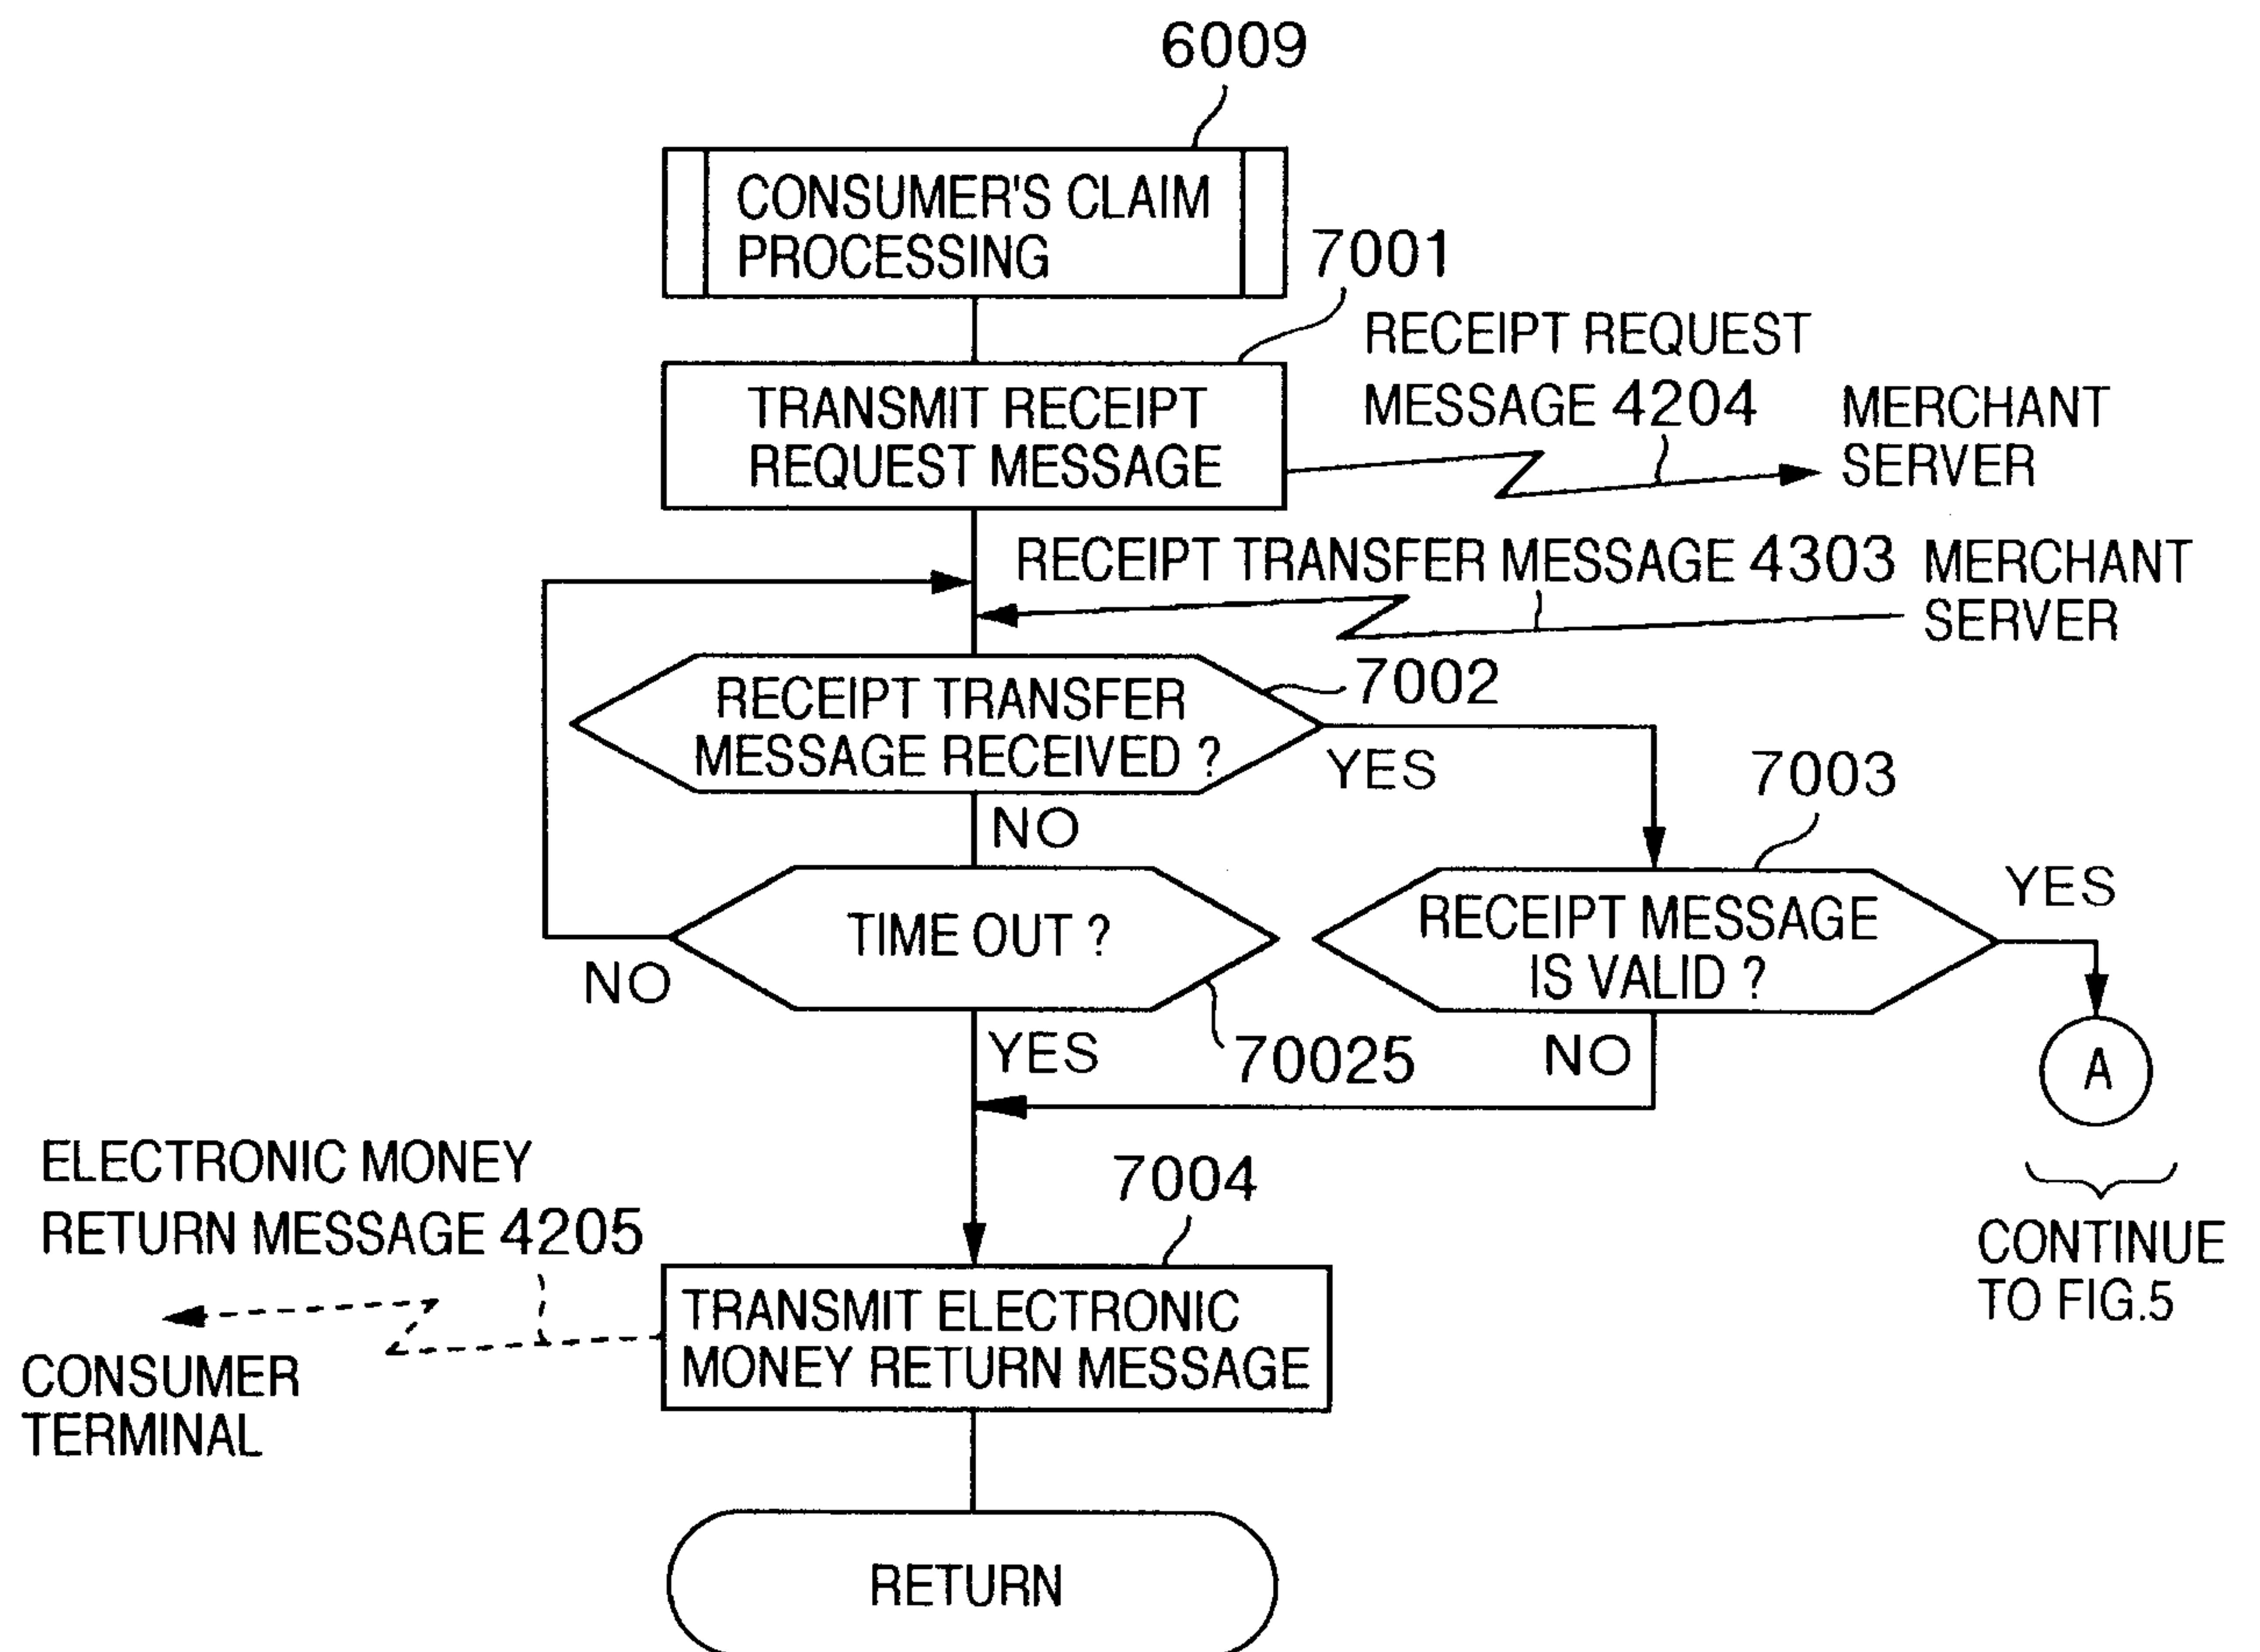 6009
CONSUMER'S CLAIM
PROCESSING
7001
RECEIPT REQUEST
MESSAGE 4204
MERCHANT
SERVER
TRANSMIT RECEIPT
REQUEST MESSAGE
RECEIPT TRANSFER MESSAGE 4303
MERCHANT
SERVER
RECEIPT TRANSFER
MESSAGE RECEIVED ?
7002
YES
NO
7003
TIME OUT ?
NO
YES
70025
RECEIPT MESSAGE
IS VALID ?
YES
NO
A
CONTINUE
TO FIG.5
ELECTRONIC MONEY
RETURN MESSAGE 4205
CONSUMER
TERMINAL
7004
TRANSMIT ELECTRONIC
MONEY RETURN MESSAGE
RETURN